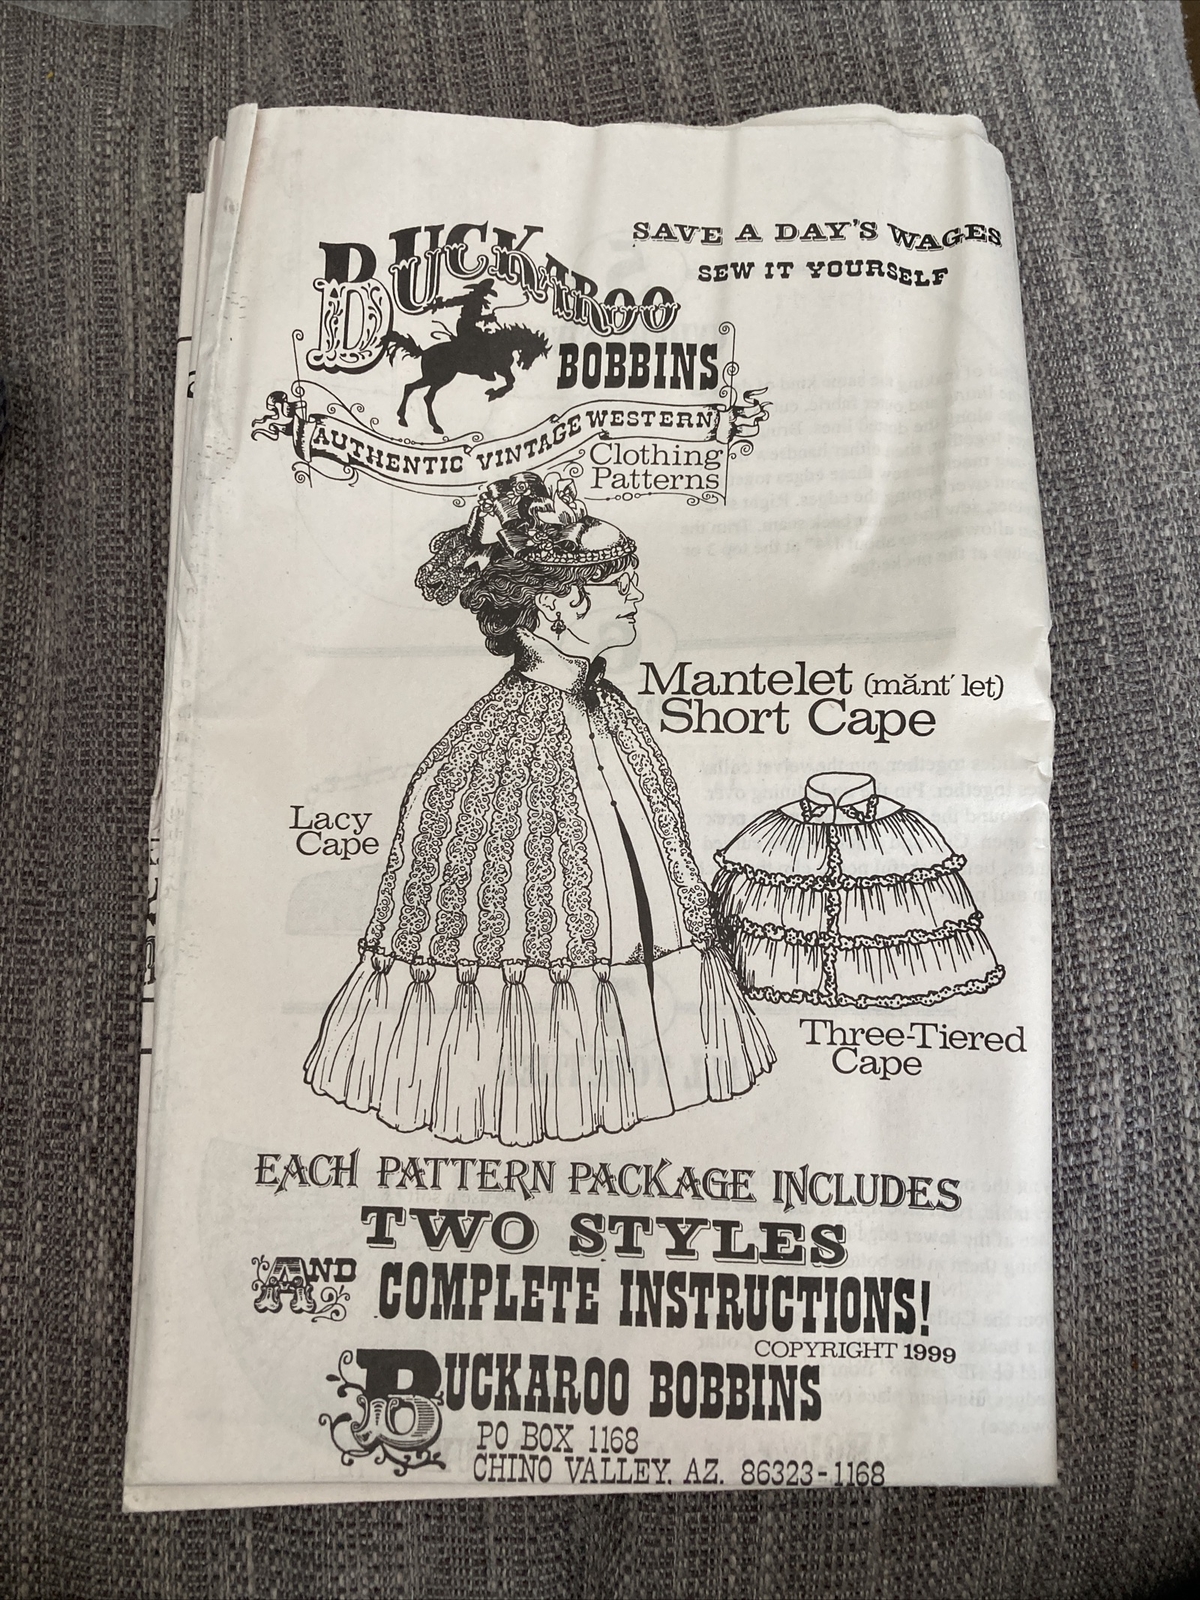 SAVE A DAY'S WAGES
SEW IT YOURSELF
BUCKAROO
BOBBINS
AUTHENTIC VINTAGE WESTERN
Clothing
Patterns
Mantelet (mănt′ let)
Short Cape
Lacy
Cape
Three-Tiered
Cape
EACH PATTERN PACKAGE INCLUDES
TWO STYLES
AND COMPLETE INSTRUCTIONS!
COPYRIGHT 1999
BUCKAROO BOBBINS
PO BOX 1168
CHINO VALLEY, AZ. 86323-1168